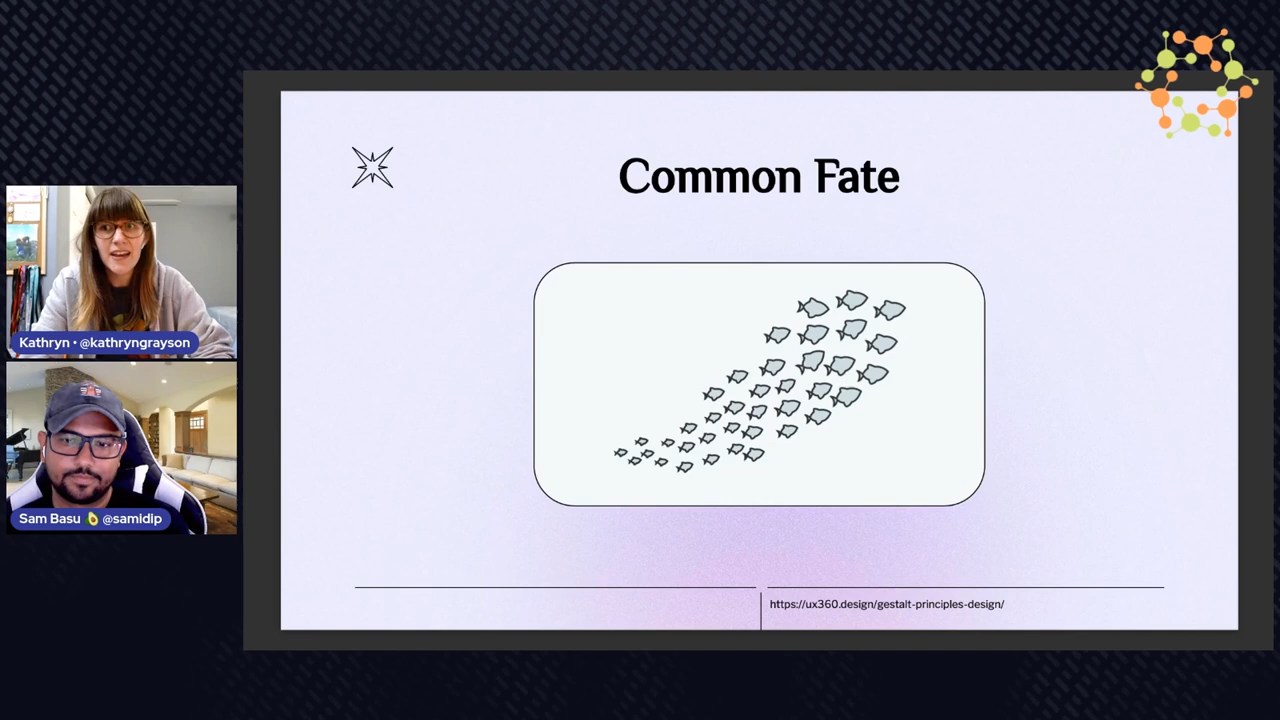 Common Fate
Kathryn • @kathryngrayson
Sam Basu 🥑 @samidip
https://ux360.design/gestalt-principles-design/